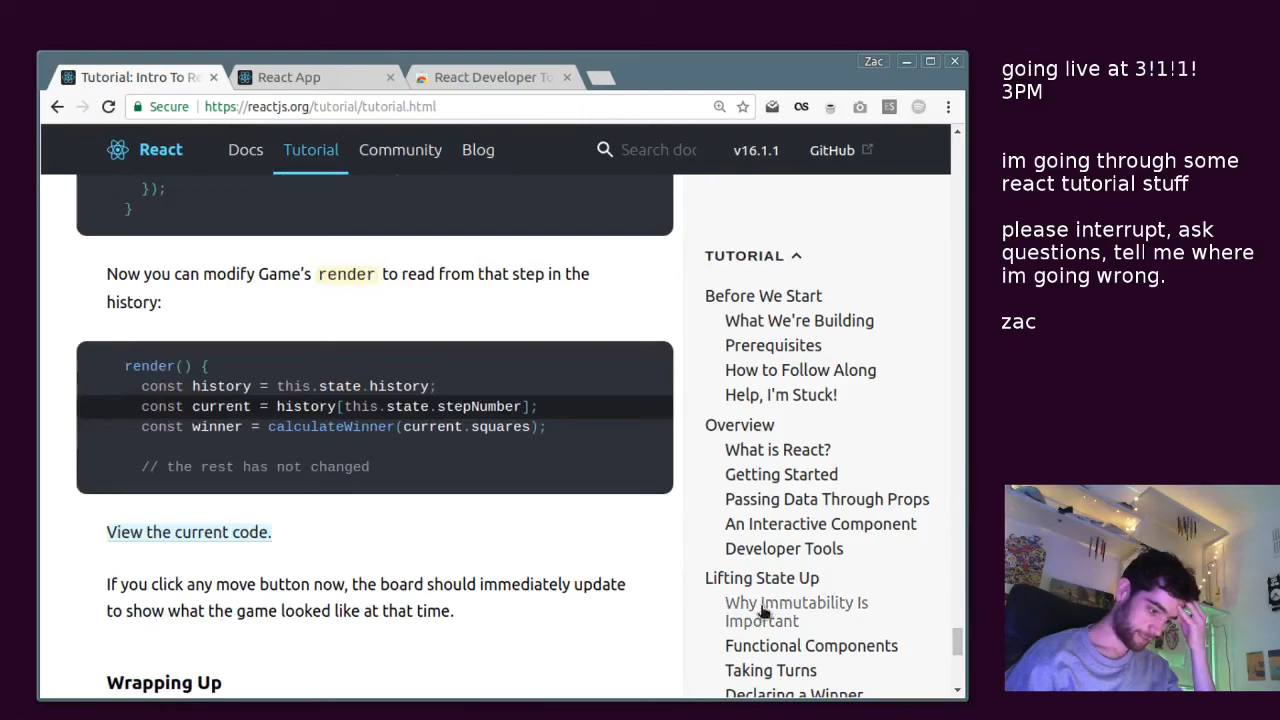 Zac
Tutorial: Intro To Re
React App
React Developer To
Secure
https://reactjs.org/tutorial/tutorial.html
React
Docs
Tutorial
Community
Blog
Search doc
v16.1.1
GitHub
});
}
Now you can modify Game's render to read from that step in the
history:
render() {
const history = this.state.history;
const current = history[this.state.stepNumber];
const winner = calculateWinner(current.squares);
// the rest has not changed
View the current code.
If you click any move button now, the board should immediately update
to show what the game looked like at that time.
Wrapping Up
TUTORIAL
Before We Start
What We're Building
Prerequisites
How to Follow Along
Help, I'm Stuck!
Overview
What is React?
Getting Started
Passing Data Through Props
An Interactive Component
Developer Tools
Lifting State Up
Why Immutability Is
Important
Functional Components
Taking Turns
Declaring a Winner
going live at 3!1!1!
3PM
im going through some
react tutorial stuff
please interrupt, ask
questions, tell me where
im going wrong.
zac